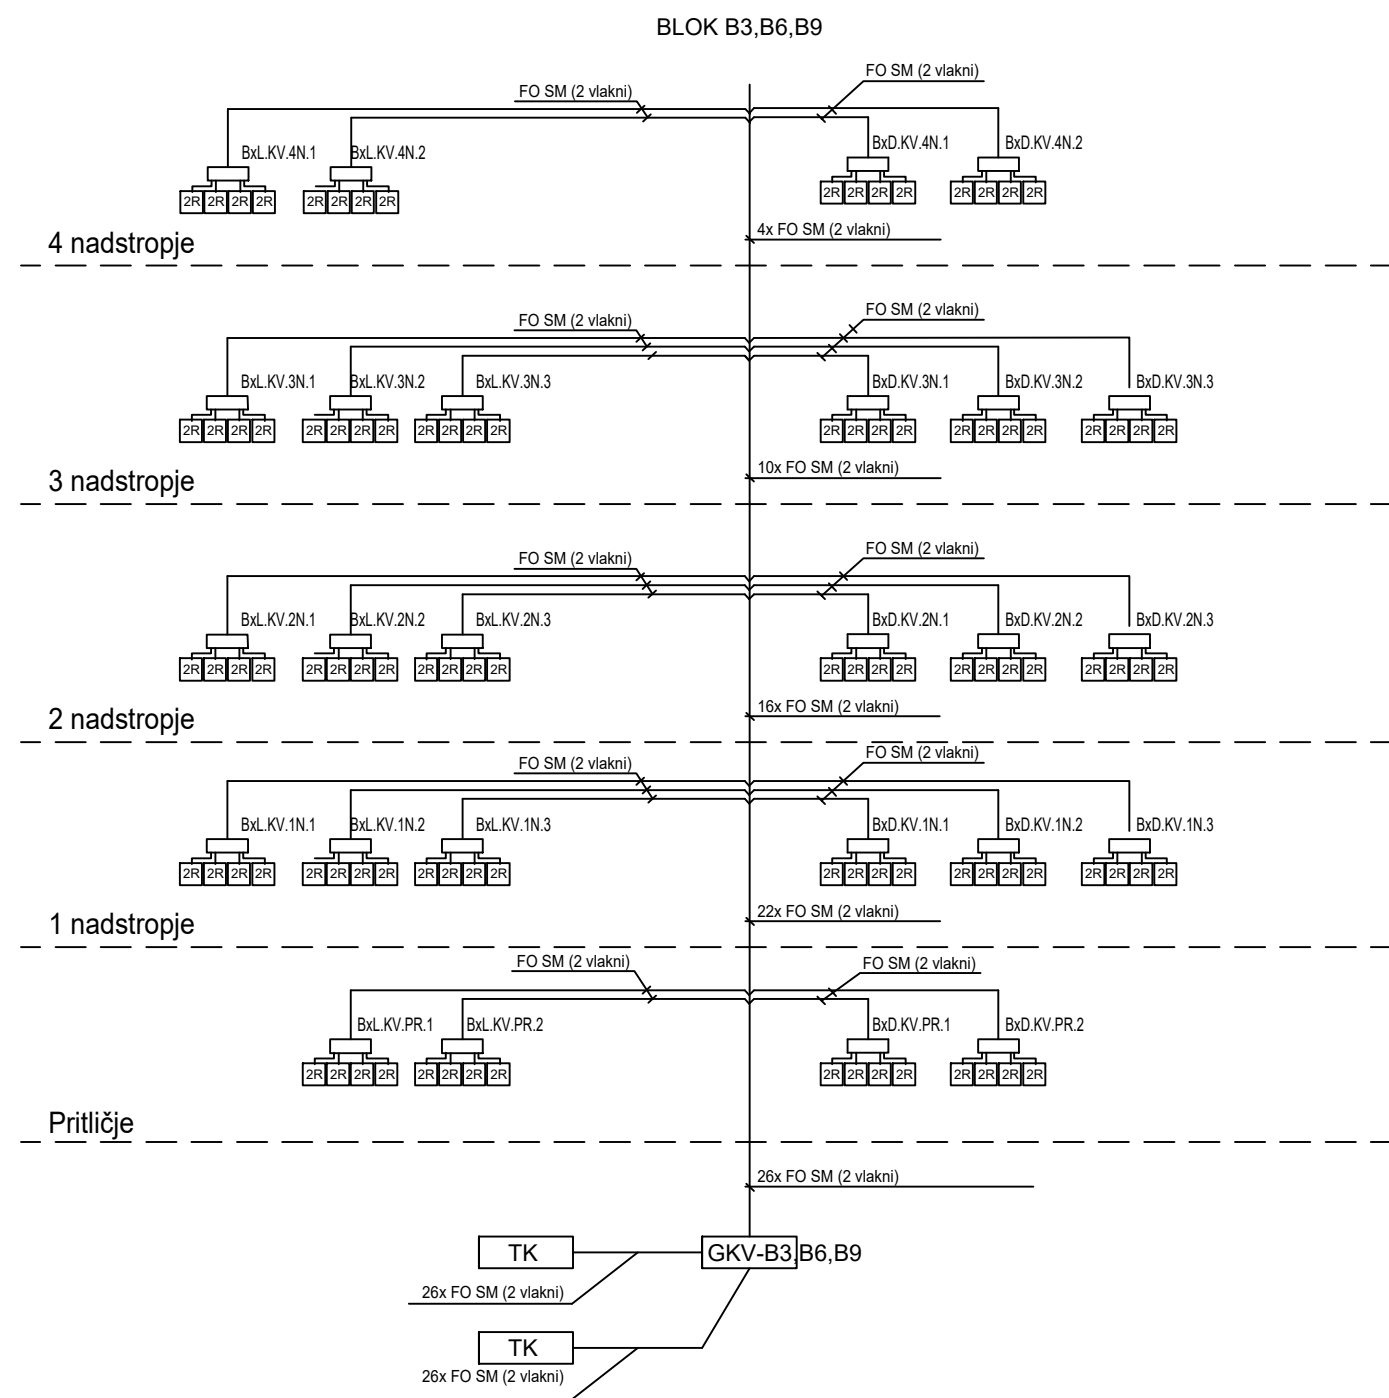 BLOK B3,B6,B9
FO SM (2 vlakni)
FO SM (2 vlakni)
BxL.KV.4N.1
BxL.KV.4N.2
BxD.KV.4N.1
BxD.KV.4N.2
2R 2R 2R 2R
2R 2R 2R 2R
2R 2R 2R 2R
2R 2R 2R 2R
4x FO SM (2 vlakni)
4 nadstropje
FO SM (2 vlakni)
FO SM (2 vlakni)
BxL.KV.3N.1
BxL.KV.3N.2
BxL.KV.3N.3
BxD.KV.3N.1
BxD.KV.3N.2
BxD.KV.3N.3
2R 2R 2R 2R
2R 2R 2R 2R
2R 2R 2R 2R
2R 2R 2R 2R
2R 2R 2R 2R
2R 2R 2R 2R
10x FO SM (2 vlakni)
3 nadstropje
FO SM (2 vlakni)
FO SM (2 vlakni)
BxL.KV.2N.1
BxL.KV.2N.2
BxL.KV.2N.3
BxD.KV.2N.1
BxD.KV.2N.2
BxD.KV.2N.3
2R 2R 2R 2R
2R 2R 2R 2R
2R 2R 2R 2R
2R 2R 2R 2R
2R 2R 2R 2R
2R 2R 2R 2R
16x FO SM (2 vlakni)
2 nadstropje
FO SM (2 vlakni)
FO SM (2 vlakni)
BxL.KV.1N.1
BxL.KV.1N.2
BxL.KV.1N.3
BxD.KV.1N.1
BxD.KV.1N.2
BxD.KV.1N.3
2R 2R 2R 2R
2R 2R 2R 2R
2R 2R 2R 2R
2R 2R 2R 2R
2R 2R 2R 2R
2R 2R 2R 2R
22x FO SM (2 vlakni)
1 nadstropje
FO SM (2 vlakni)
FO SM (2 vlakni)
BxL.KV.PR.1
BxL.KV.PR.2
BxD.KV.PR.1
BxD.KV.PR.2
2R 2R 2R 2R
2R 2R 2R 2R
2R 2R 2R 2R
2R 2R 2R 2R
Pritličje
26x FO SM (2 vlakni)
TK
GKV-B3,B6,B9
26x FO SM (2 vlakni)
TK
26x FO SM (2 vlakni)